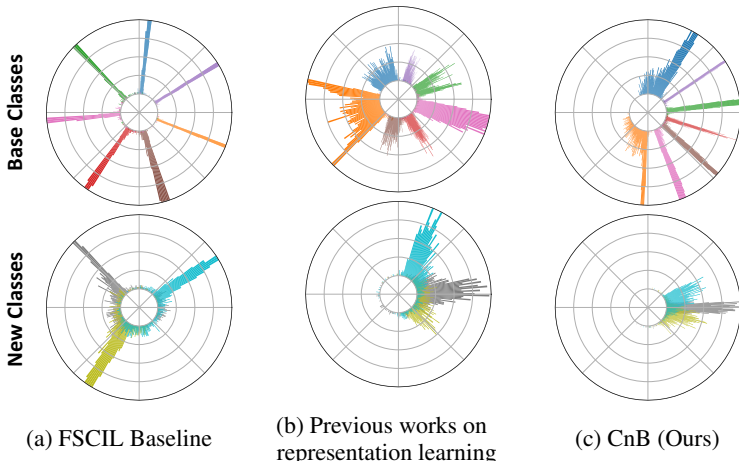 Base Classes
New Classes
(a) FSCIL Baseline
(b) Previous works on
representation learning
(c) CnB (Ours)